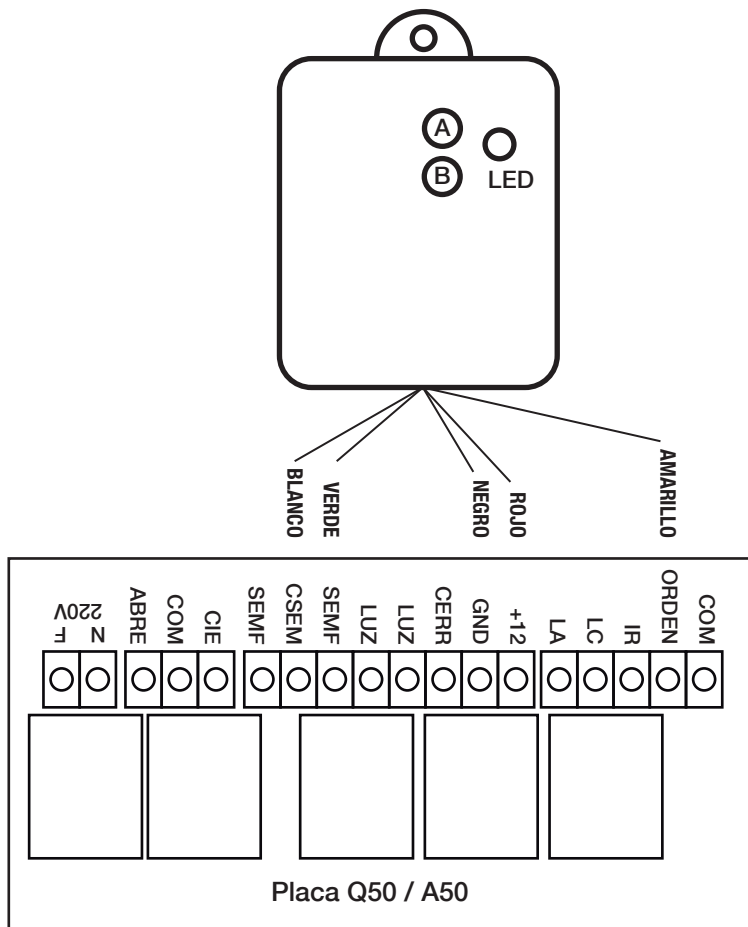 A
B
LED
BLANCO
VERDE
NEGRO
ROJO
AMARILLO
220V
F
N
ABRE
COM
CIE
SEMF
CSEM
SEMF
LUZ
LUZ
CERR
GND
+12
LA
LC
IR
ORDEN
COM
Placa Q50 / A50